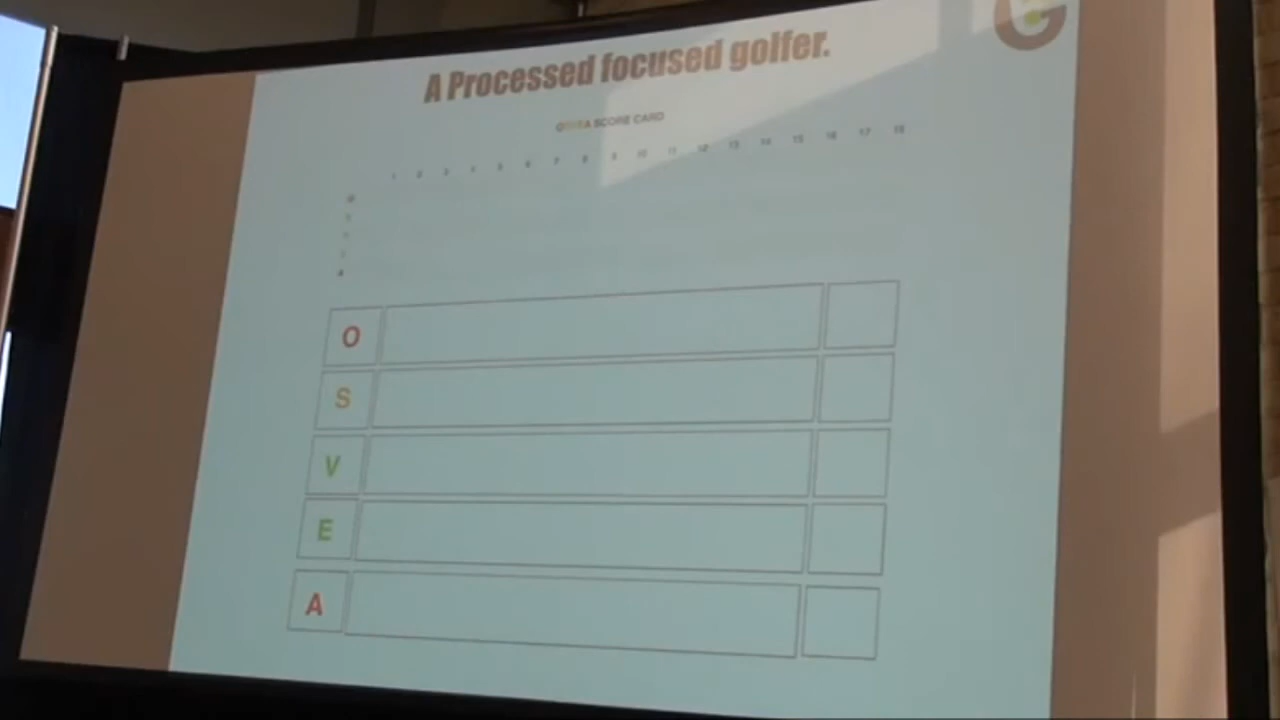 A Processed focused golfer.
OSVEA SCORE CARD
1 2 3 4 5 6 7 8 9 10 11 12 13 14 15 16 17 18
O
S
V
E
A